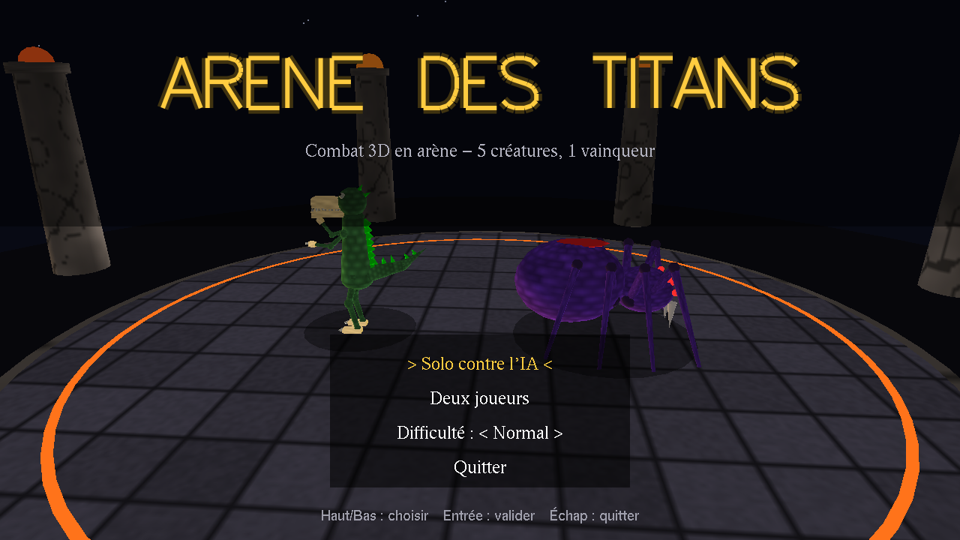 ARENE DES TITANS
Combat 3D en arène – 5 créatures, 1 vainqueur
> Solo contre l’IA <
Deux joueurs
Difficulté : < Normal >
Quitter
Haut/Bas : choisir Entrée : valider Échap : quitter